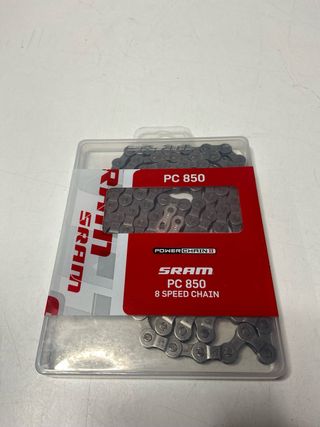 PC 850
SRAM
POWERCHAIN II
SRAM
PC 850
8 SPEED CHAIN